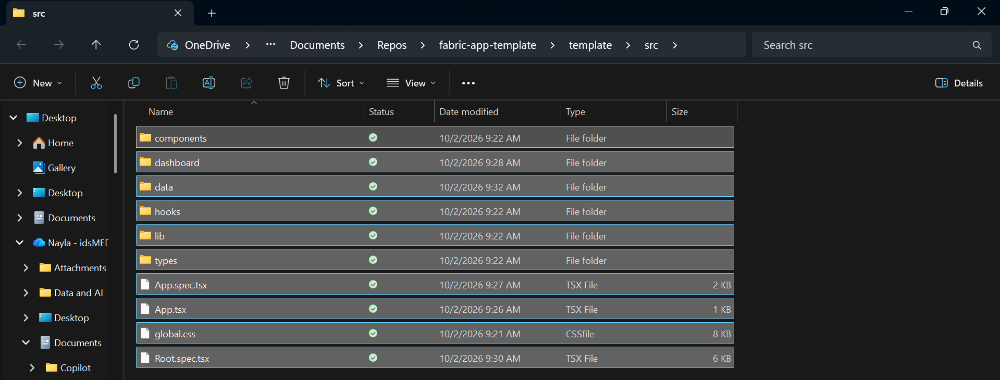 src
OneDrive > ... Documents > Repos > fabric-app-template > template > src >
Search src
New
Sort
View
Details
Name Status Date modified Type Size
Desktop
Home
Gallery
Desktop
Documents
Nayla - idsMED
Attachments
Data and AI
Desktop
Documents
Copilot
components 10/2/2026 9:22 AM File folder
dashboard 10/2/2026 9:28 AM File folder
data 10/2/2026 9:32 AM File folder
hooks 10/2/2026 9:22 AM File folder
lib 10/2/2026 9:22 AM File folder
types 10/2/2026 9:22 AM File folder
App.spec.tsx 10/2/2026 9:27 AM TSX File 2 KB
App.tsx 10/2/2026 9:26 AM TSX File 1 KB
global.css 10/2/2026 9:21 AM CSSfile 8 KB
Root.spec.tsx 10/2/2026 9:30 AM TSX File 6 KB